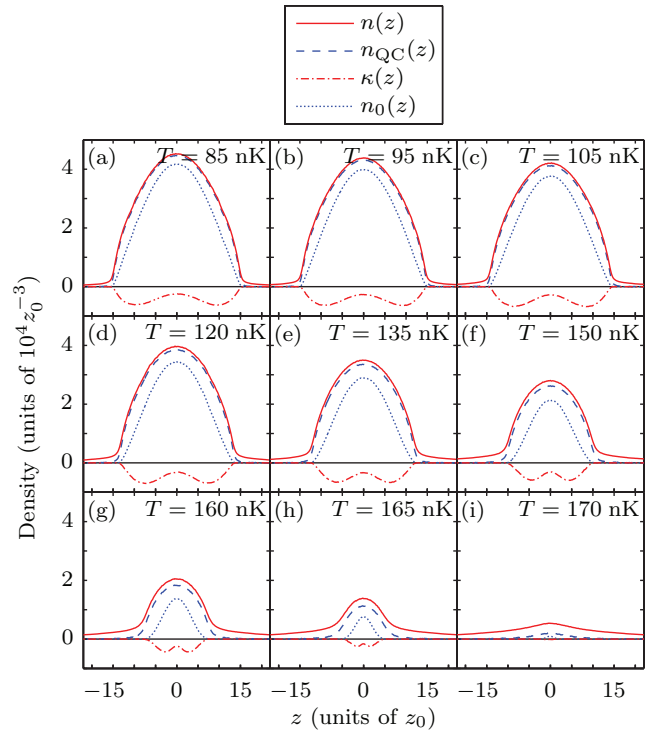 n(z)
n_QC(z)
κ(z)
n_0(z)
(a) T = 85 nK
(b) T = 95 nK
(c) T = 105 nK
4
2
0
(d) T = 120 nK
(e) T = 135 nK
(f) T = 150 nK
4
2
0
(g) T = 160 nK
(h) T = 165 nK
(i) T = 170 nK
4
2
0
Density (units of 10^4 z_0^−3)
−15 0 15 −15 0 15 −15 0 15
z (units of z_0)